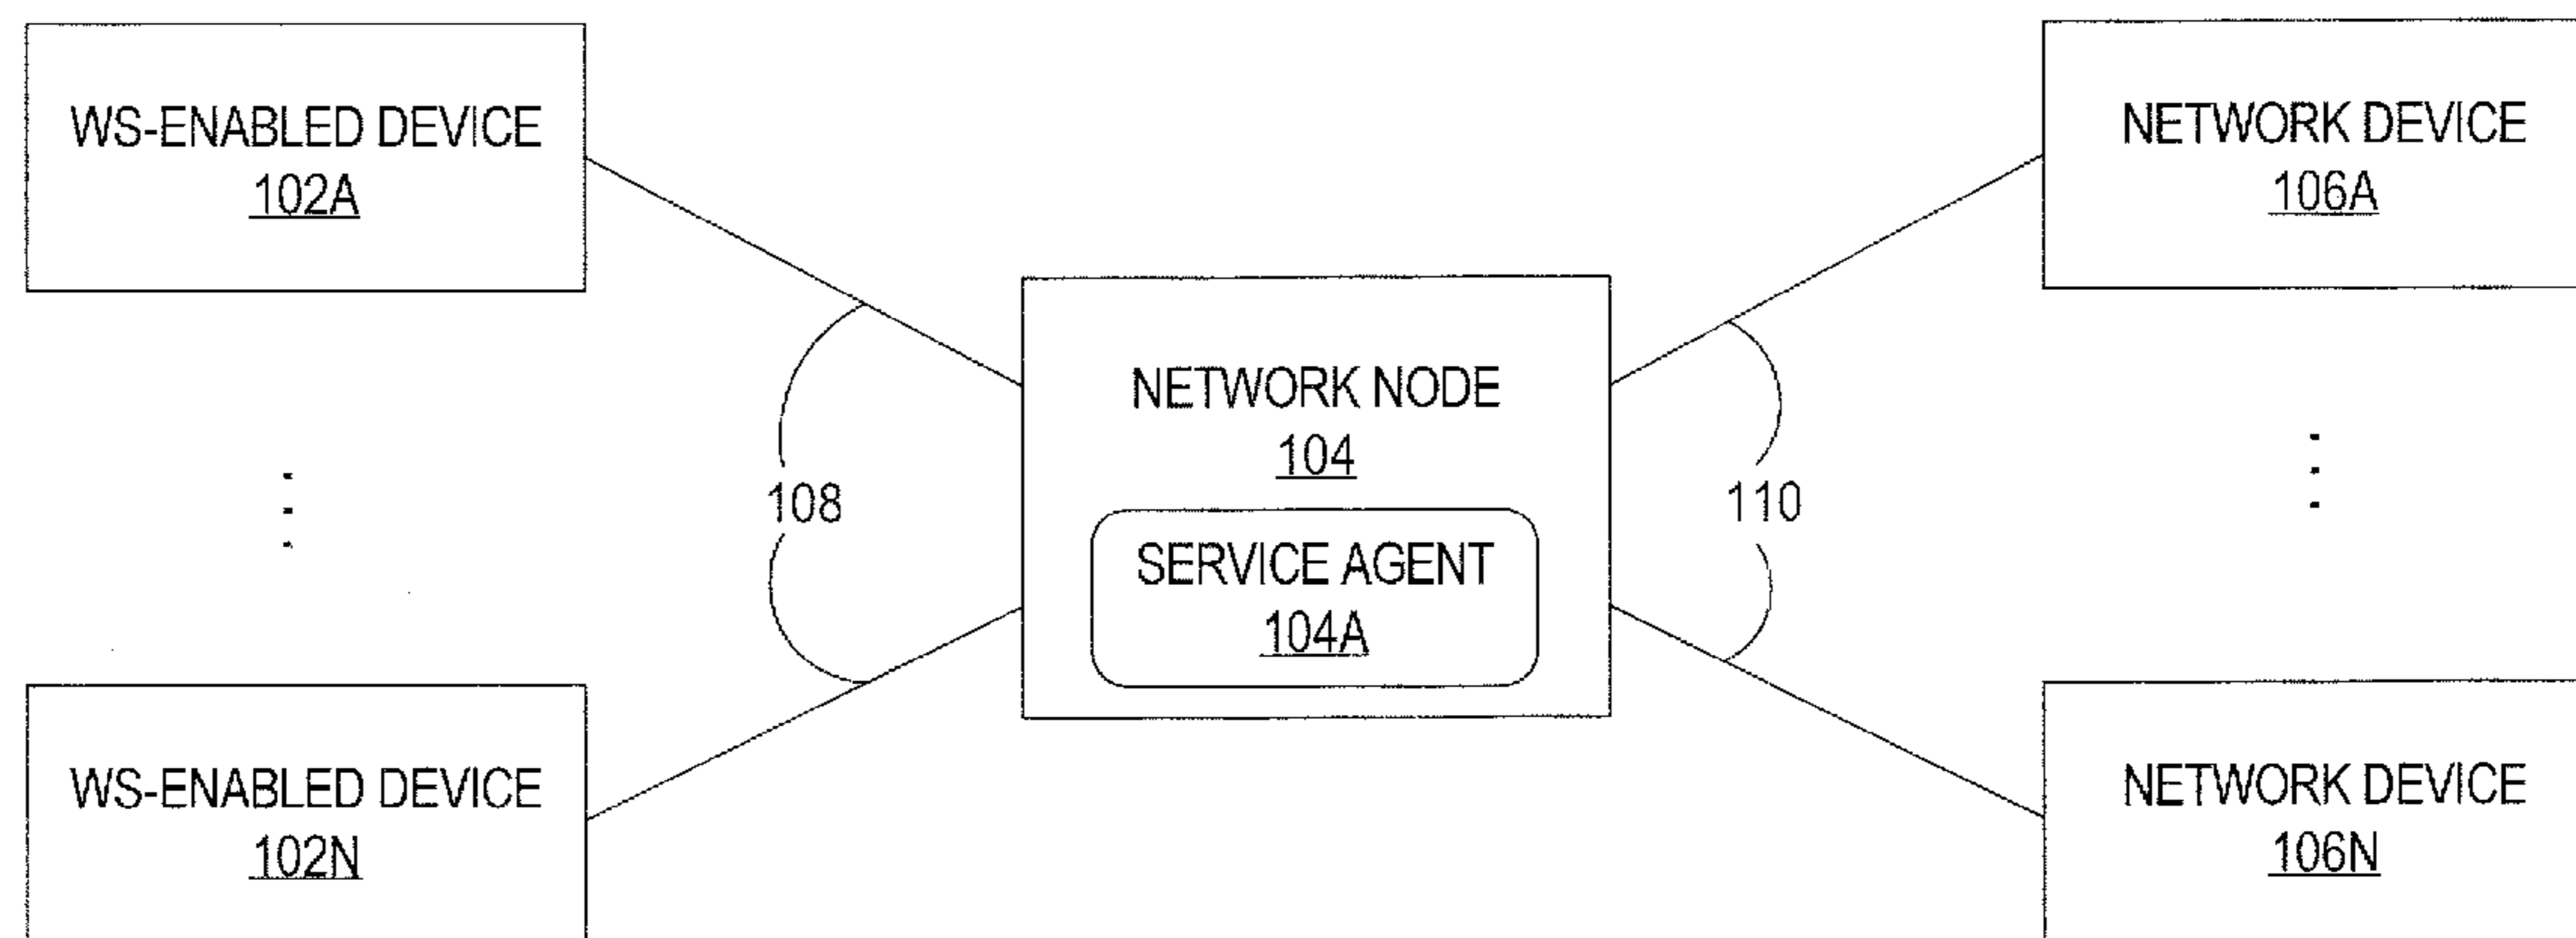 WS-ENABLED DEVICE
102A
NETWORK DEVICE
106A
NETWORK NODE
104
108
110
SERVICE AGENT
104A
WS-ENABLED DEVICE
102N
NETWORK DEVICE
106N